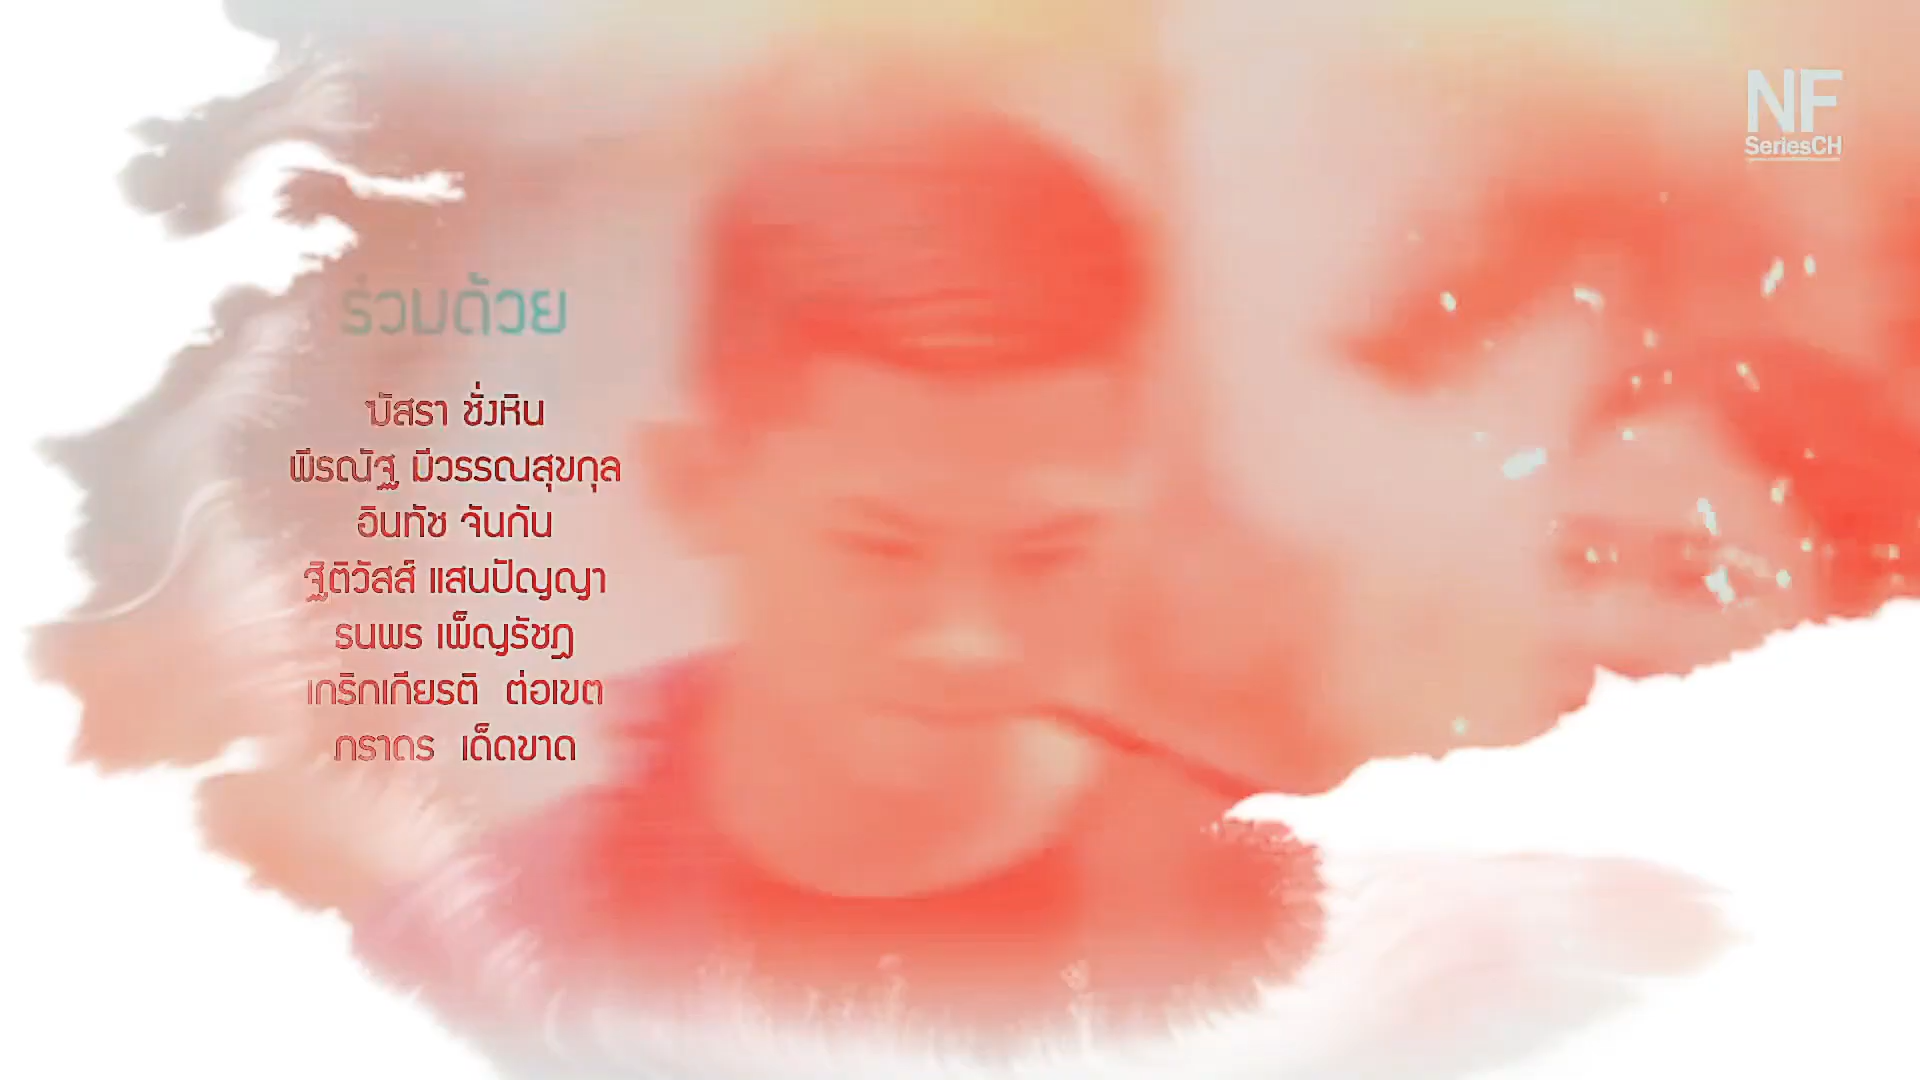 NF
SeriesCH
ร่วมด้วย
ฆัสรา ชั่งหิน
พีรณัฐ มีวรรณสุขกุล
อินทัช จันกัน
ฐิติวัสส์ แสนปัญญา
ธนพร เพ็ญรัชฎ
เกริกเกียรติ ต่อเขต
ภราดร เด็ดขาด